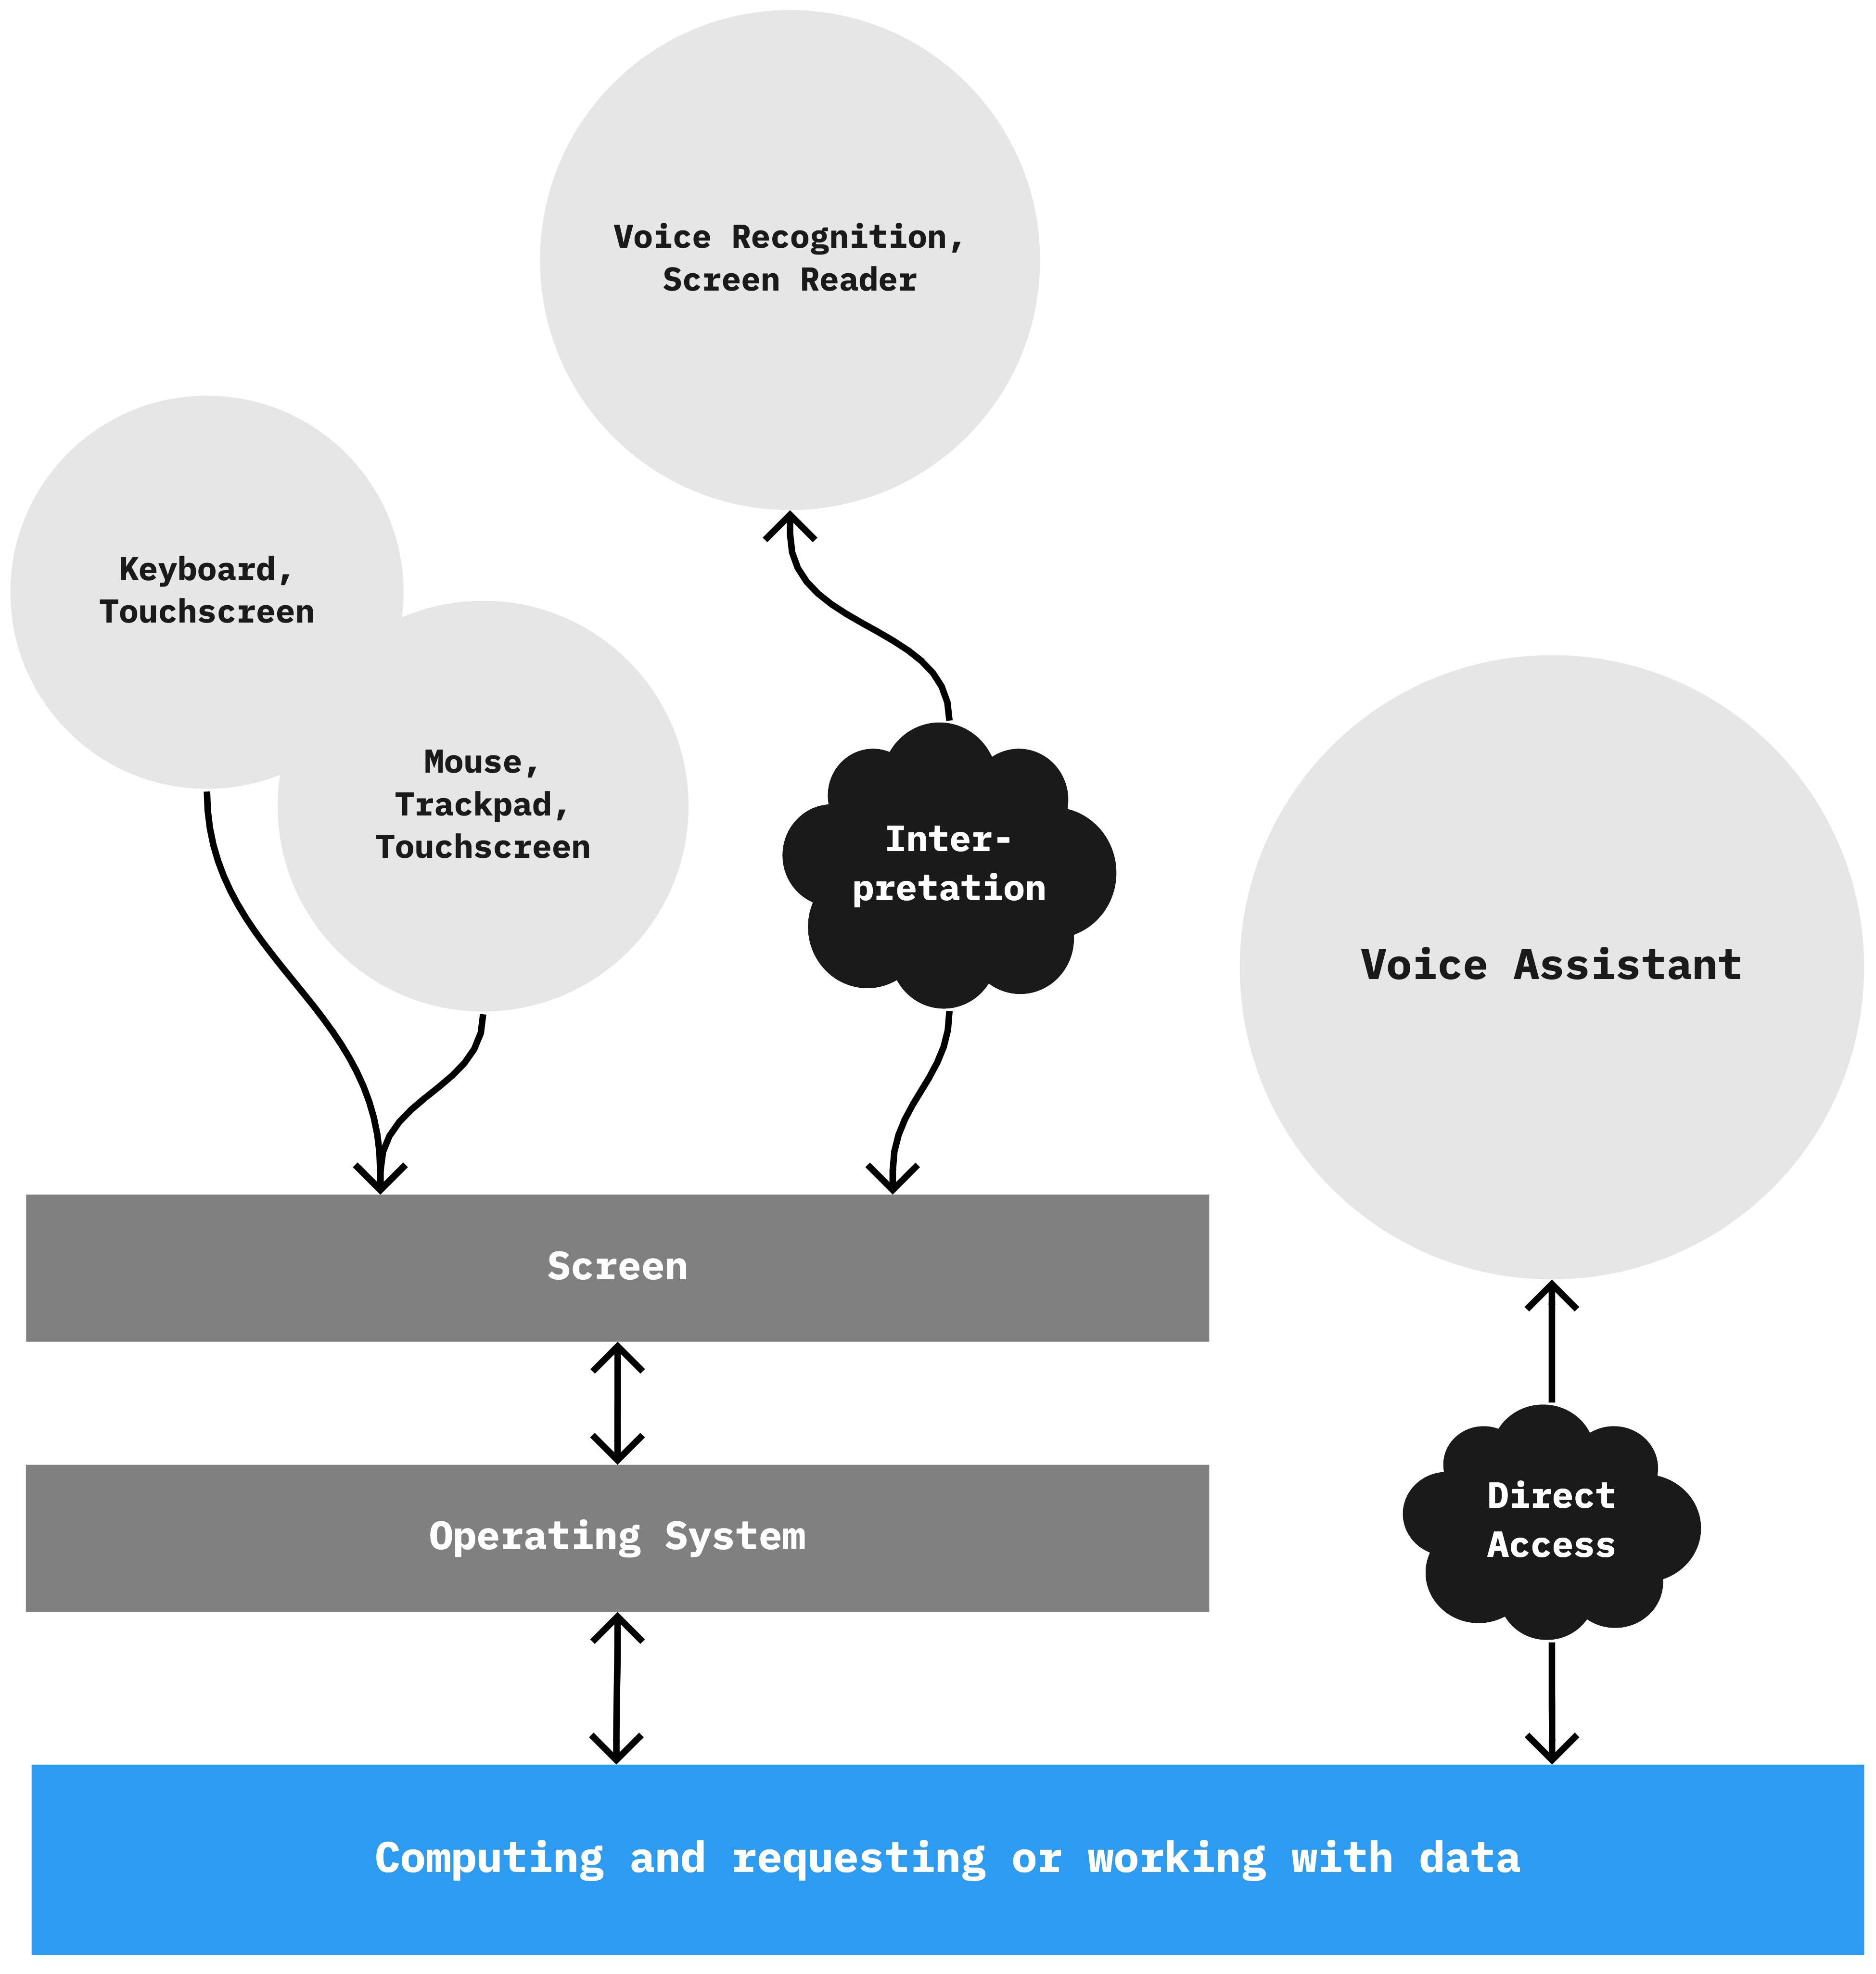 Voice Recognition,
Screen Reader
Keyboard,
Touchscreen
Mouse,
Trackpad,
Touchscreen
Inter-
pretation
Voice Assistant
Screen
Direct
Access
Operating System
Computing and requesting or working with data